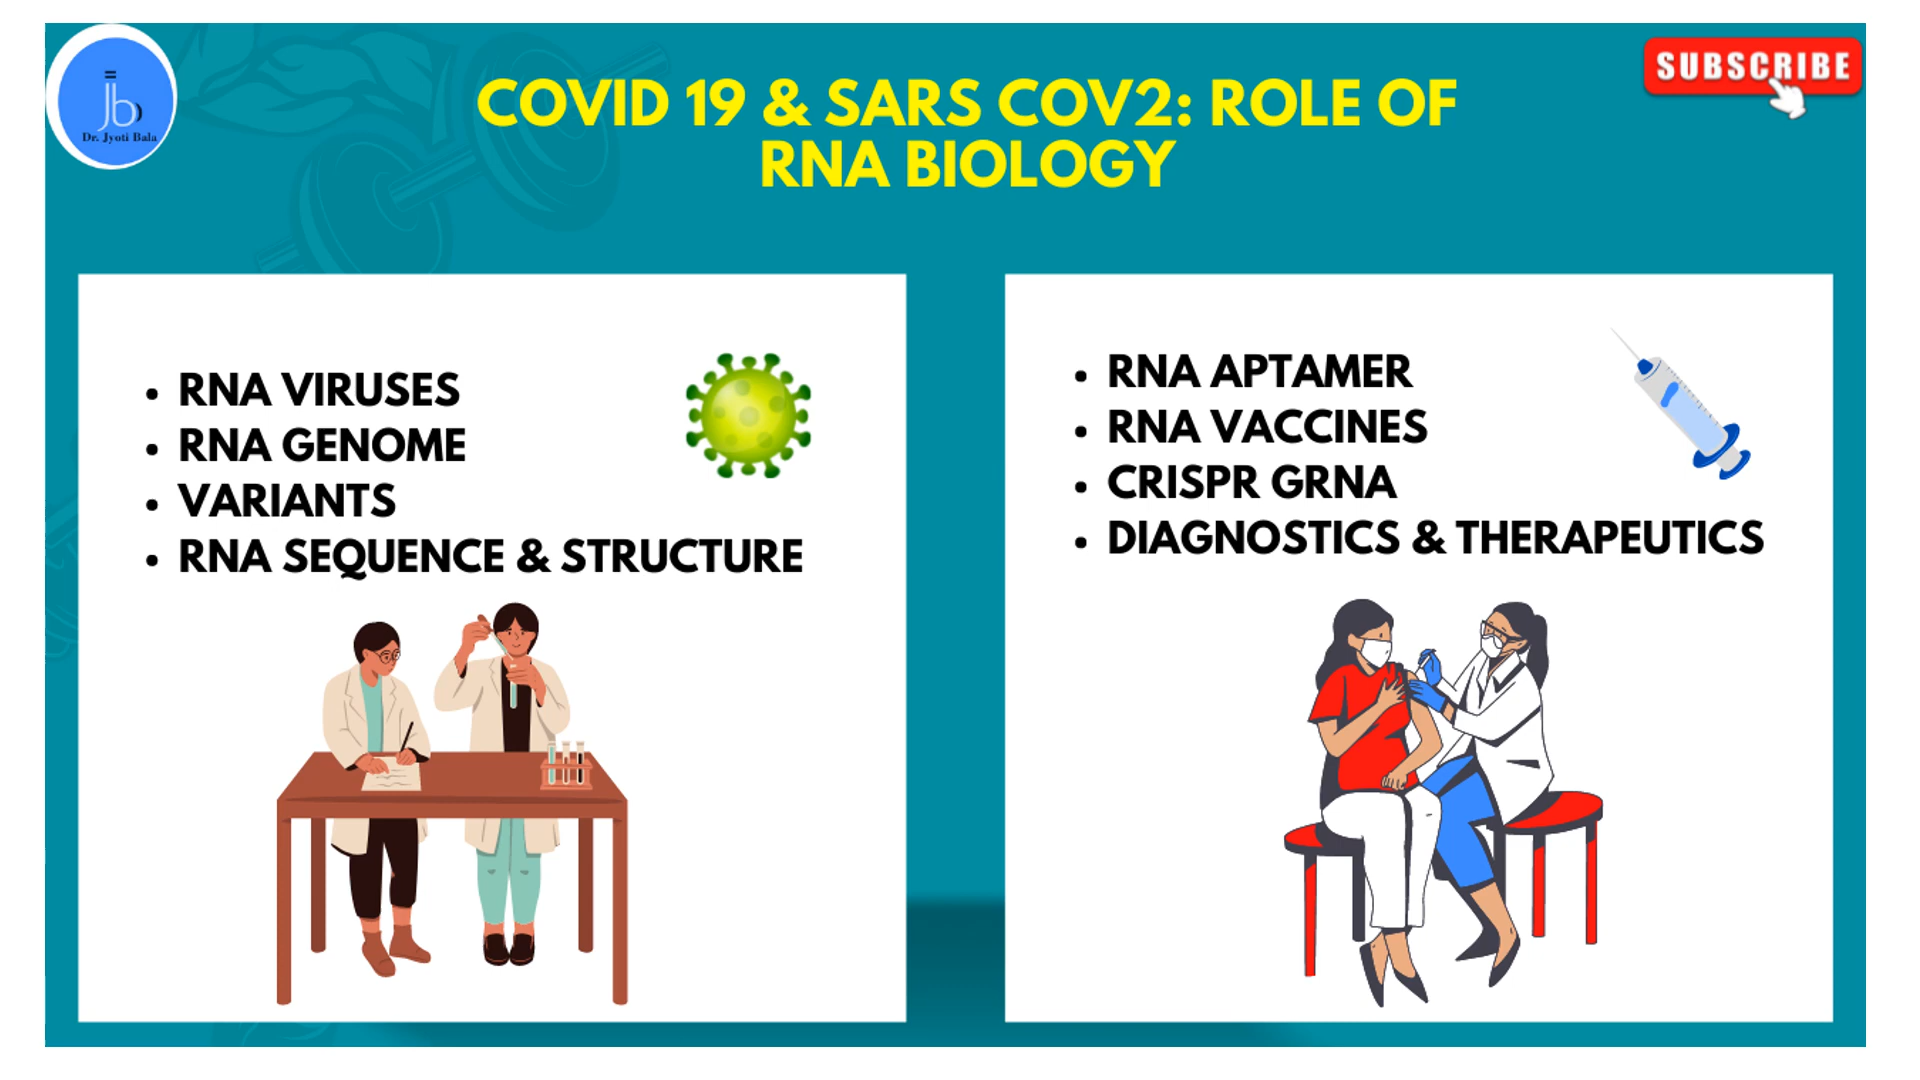 Dr. Jyoti Bala
SUBSCRIBE
COVID 19 & SARS COV2: ROLE OF
RNA BIOLOGY
• RNA VIRUSES
• RNA GENOME
• VARIANTS
• RNA SEQUENCE & STRUCTURE
• RNA APTAMER
• RNA VACCINES
• CRISPR GRNA
• DIAGNOSTICS & THERAPEUTICS